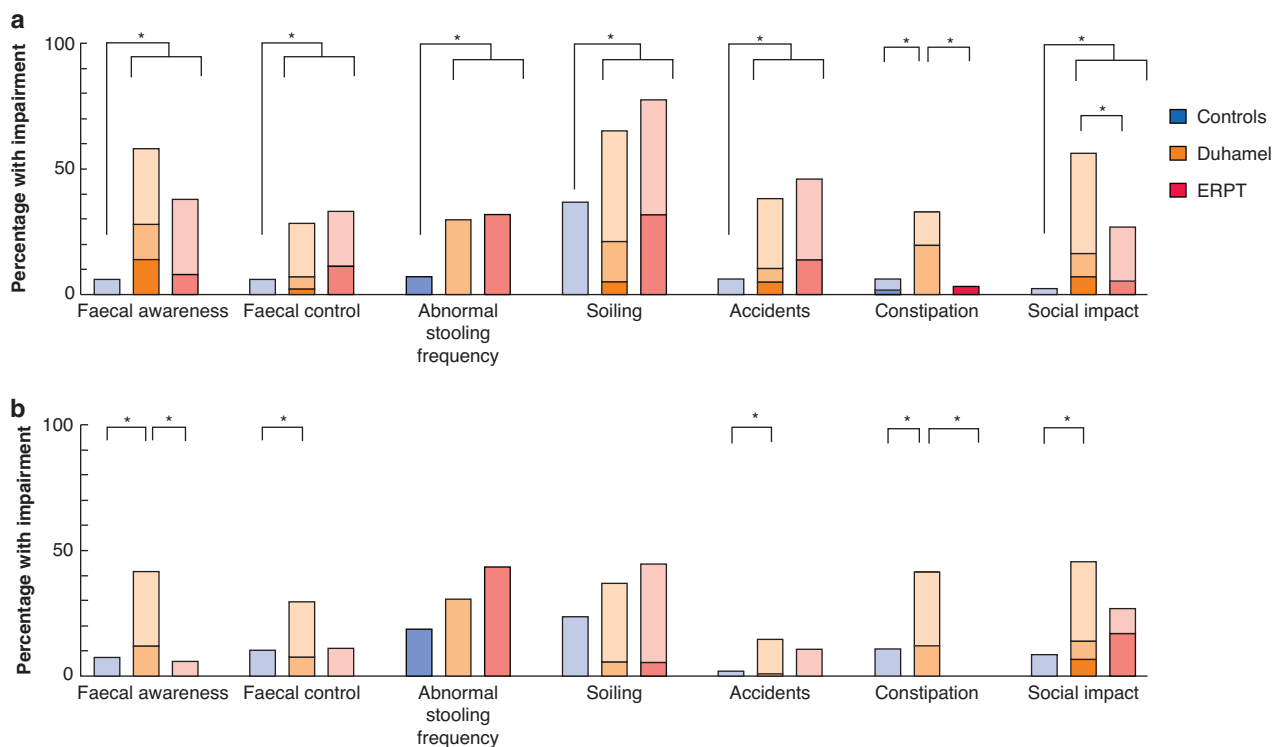 a
*
*
*
*
*
*
*
*
*
Percentage with impairment
100
50
0
Faecal awareness
Faecal control
Abnormal
stooling
frequency
Soiling
Accidents
Constipation
Social impact
Controls
Duhamel
ERPT
b
*
*
*
*
*
*
*
Percentage with impairment
100
50
0
Faecal awareness
Faecal control
Abnormal
stooling
frequency
Soiling
Accidents
Constipation
Social impact